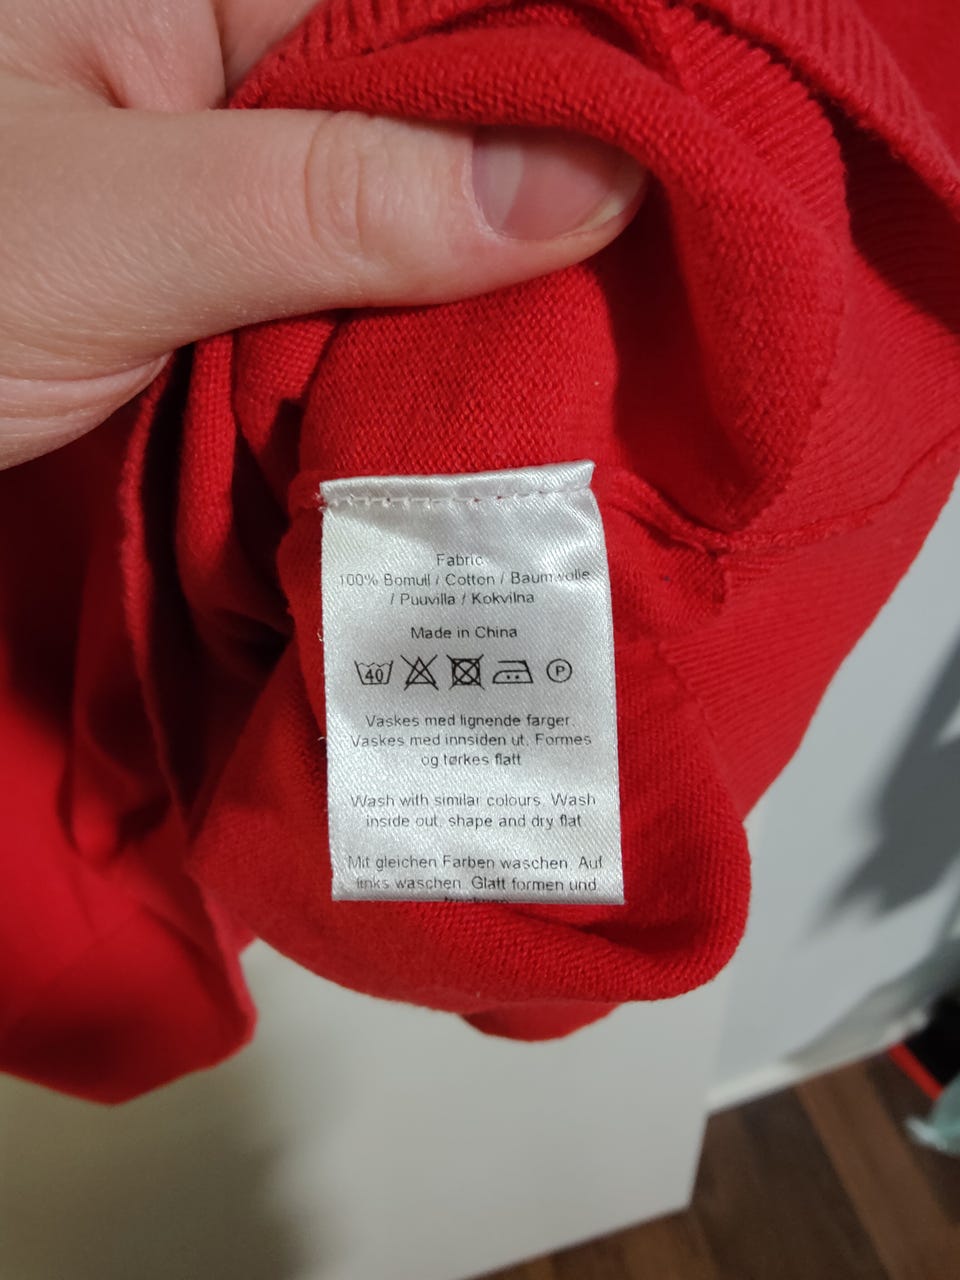 Fabric
100% Bomull / Cotton / Baumwolle
/ Puuvilla / Kokvilna
Made in China
40 P
Vaskes med lignende farger.
Vaskes med innsiden ut. Formes
og tørkes flatt
Wash with similar colours. Wash
inside out, shape and dry flat
Mit gleichen Farben waschen. Auf
links waschen. Glatt formen und